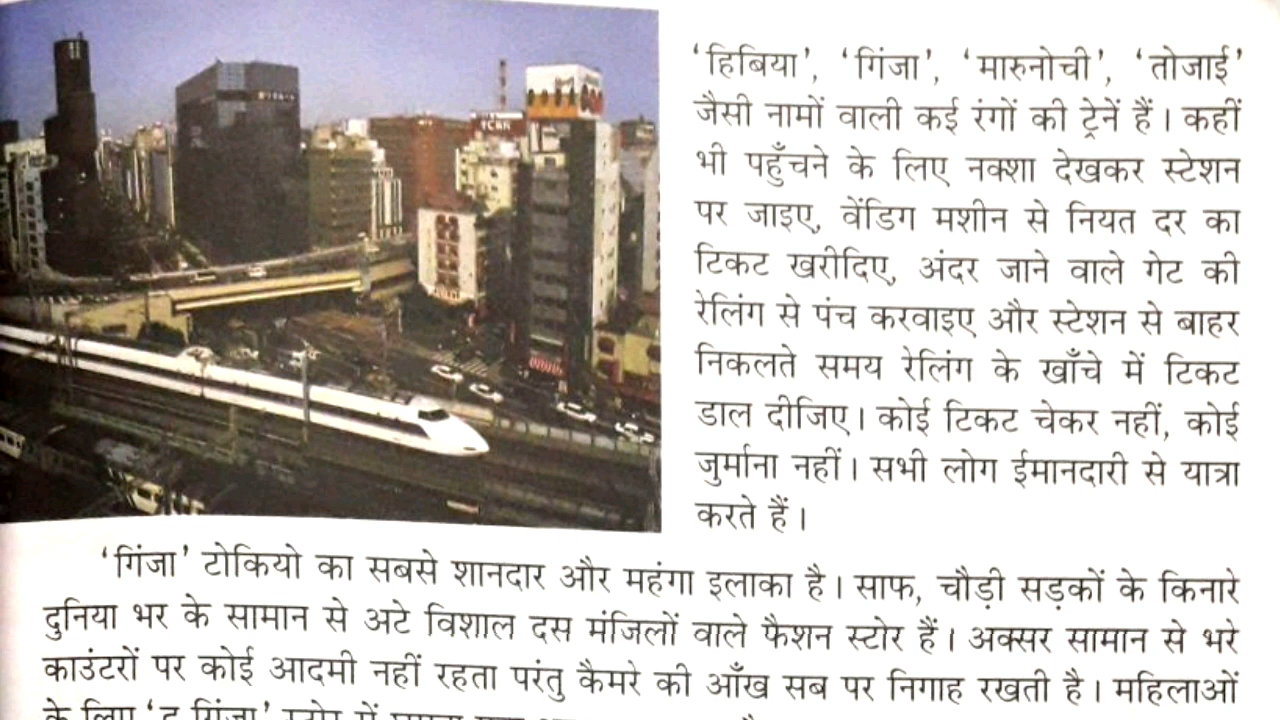 ‘हिबिया’, ‘गिंजा’, ‘मारुनोची’, ‘तोजाई’
जैसी नामों वाली कई रंगों की ट्रेनें हैं। कहीं
भी पहुँचने के लिए नक्शा देखकर स्टेशन
पर जाइए, वेंडिग मशीन से नियत दर का
टिकट खरीदिए, अंदर जाने वाले गेट की
रेलिंग से पंच करवाइए और स्टेशन से बाहर
निकलते समय रेलिंग के खाँचे में टिकट
डाल दीजिए। कोई टिकट चेकर नहीं, कोई
जुर्माना नहीं। सभी लोग ईमानदारी से यात्रा
करते हैं।
‘गिंजा’ टोकियो का सबसे शानदार और महंगा इलाका है। साफ, चौड़ी सड़कों के किनारे
दुनिया भर के सामान से अटे विशाल दस मंजिलों वाले फैशन स्टोर हैं। अक्सर सामान से भरे
काउंटरों पर कोई आदमी नहीं रहता परंतु कैमरे की आँख सब पर निगाह रखती है। महिलाओं
के लिए ‘द गिंजा’ स्टोर में